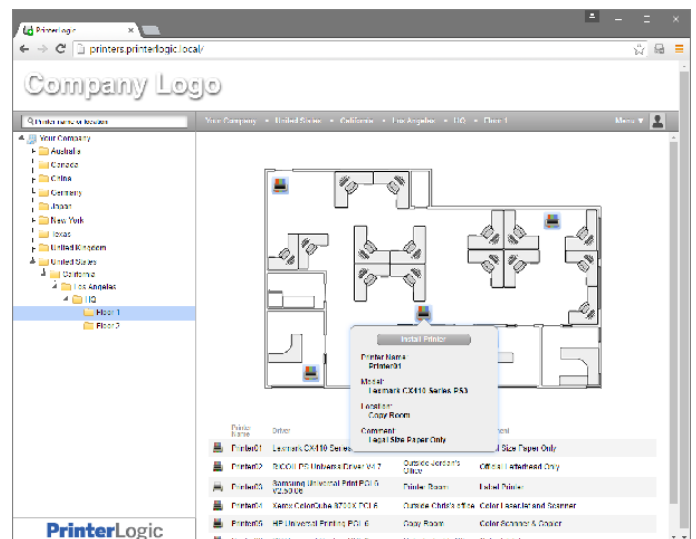 PrinterLogic
printers.printerlogic.local/
Company Logo
Printer name or location
Your Company • United States • California • Los Angeles • HQ • Floor 1
Menu
Your Company
Australia
Canada
China
Germany
Japan
New York
Texas
United Kingdom
United States
California
Los Angeles
HQ
Floor 1
Floor 2
Install Printer
Printer Name:
Printer01
Model:
Lexmark CX410 Series PS3
Location:
Copy Room
Comment:
Legal Size Paper Only
Printer Name Driver
Printer01 Lexmark CX410 Series Size Paper Only
Printer02 RICOH PS Universal Driver V4.7 Outside Jordan's Office Official Letterhead Only
Printer03 Samsung Universal Print PCL 6 V2.50.06 Printer Room Label Printer
Printer04 Xerox ColorQube 8700X PCL 6 Outside Chris's office Color LaserJet and Scanner
Printer05 HP Universal Printing PCL 6 Copy Room Color Scanner & Copier
PrinterLogic